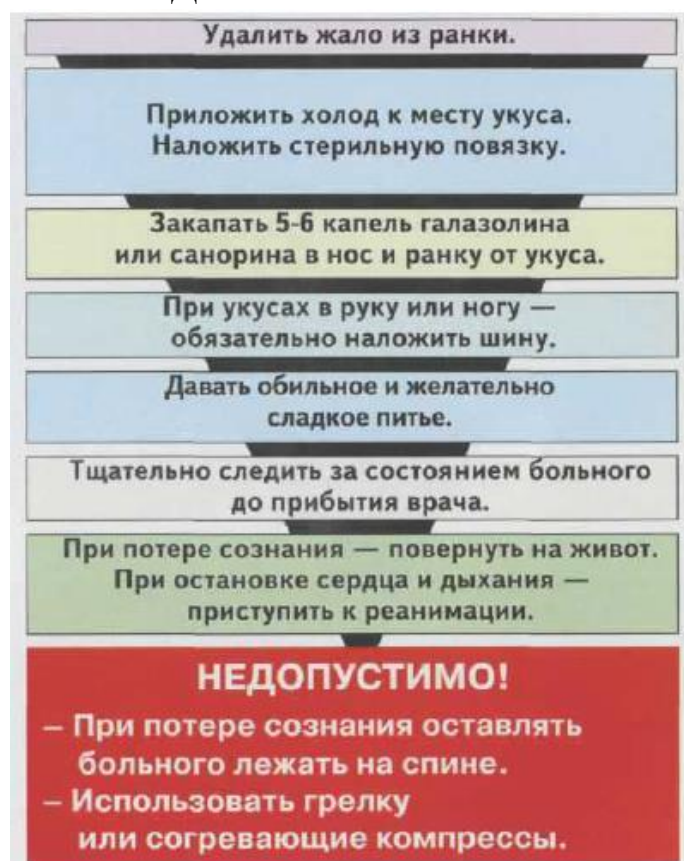 Удалить жало из ранки.
Приложить холод к месту укуса.
Наложить стерильную повязку.
Закапать 5-6 капель галазолина
или санорина в нос и ранку от укуса.
При укусах в руку или ногу —
обязательно наложить шину.
Давать обильное и желательно
сладкое питье.
Тщательно следить за состоянием больного
до прибытия врача.
При потере сознания — повернуть на живот.
При остановке сердца и дыхания —
приступить к реанимации.
НЕДОПУСТИМО!
– При потере сознания оставлять
больного лежать на спине.
– Использовать грелку
или согревающие компрессы.